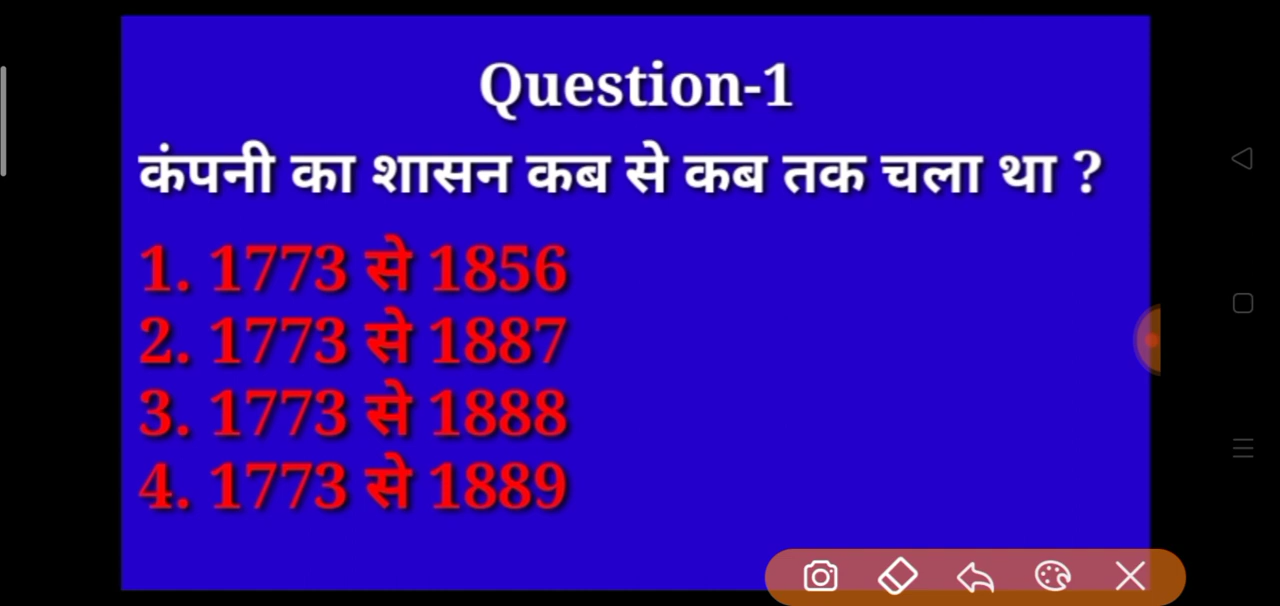 Question-1
कंपनी का शासन कब से कब तक चला था ?
1. 1773 से 1856
2. 1773 से 1887
3. 1773 से 1888
4. 1773 से 1889